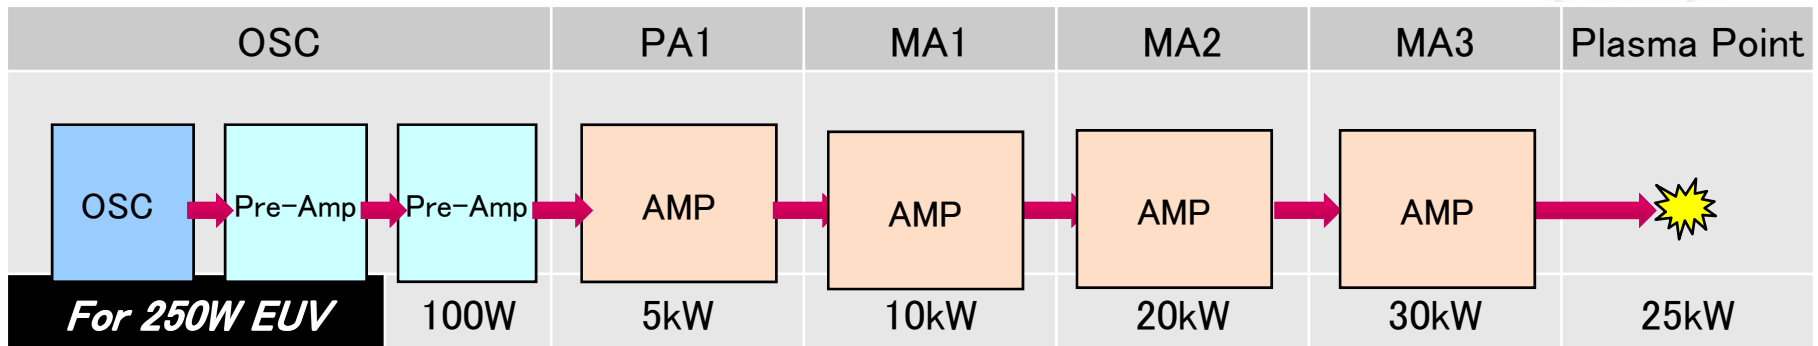 OSC PA1 MA1 MA2 MA3 Plasma Point
OSC Pre-Amp Pre-Amp AMP AMP AMP AMP
For 250W EUV 100W 5kW 10kW 20kW 30kW 25kW